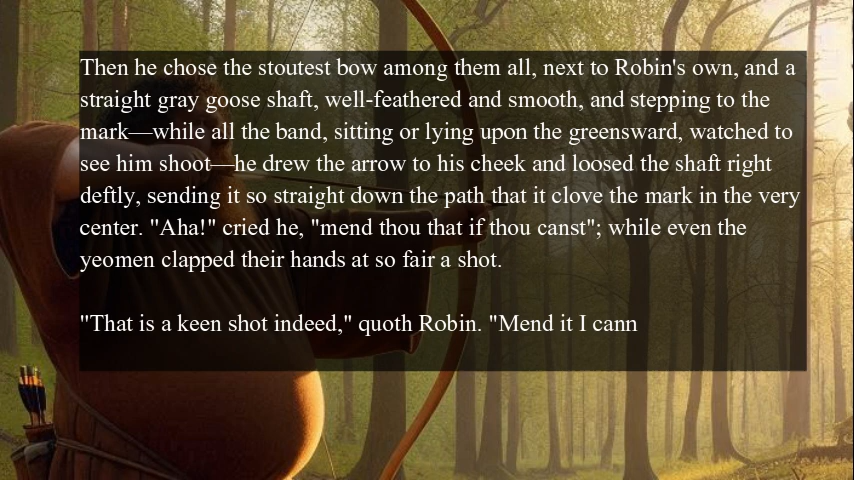 Then he chose the stoutest bow among them all, next to Robin's own, and a
straight gray goose shaft, well-feathered and smooth, and stepping to the
mark—while all the band, sitting or lying upon the greensward, watched to
see him shoot—he drew the arrow to his cheek and loosed the shaft right
deftly, sending it so straight down the path that it clove the mark in the very
center. "Aha!" cried he, "mend thou that if thou canst"; while even the
yeomen clapped their hands at so fair a shot.

"That is a keen shot indeed," quoth Robin. "Mend it I cann